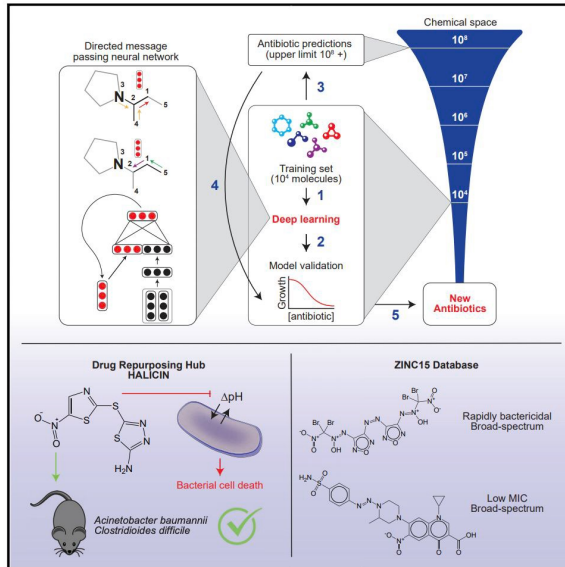 Chemical space
10⁸
10⁷
10⁶
10⁵
10⁴
Directed message
passing neural network
3
N
2
1
5
4
3
N
2
1
5
4
Antibiotic predictions
(upper limit 10⁸ +)
3
4
Training set
(10⁴ molecules)
1
Deep learning
2
Model validation
Growth
[antibiotic]
5
New
Antibiotics
Drug Repurposing Hub
HALICIN
N
S
S
N
N
S
O⁻
N⁺
O
H₂N
ΔpH
Bacterial cell death
Acinetobacter baumannii
Clostridioides difficile
ZINC15 Database
Rapidly bactericidal
Broad-spectrum
Low MIC
Broad-spectrum